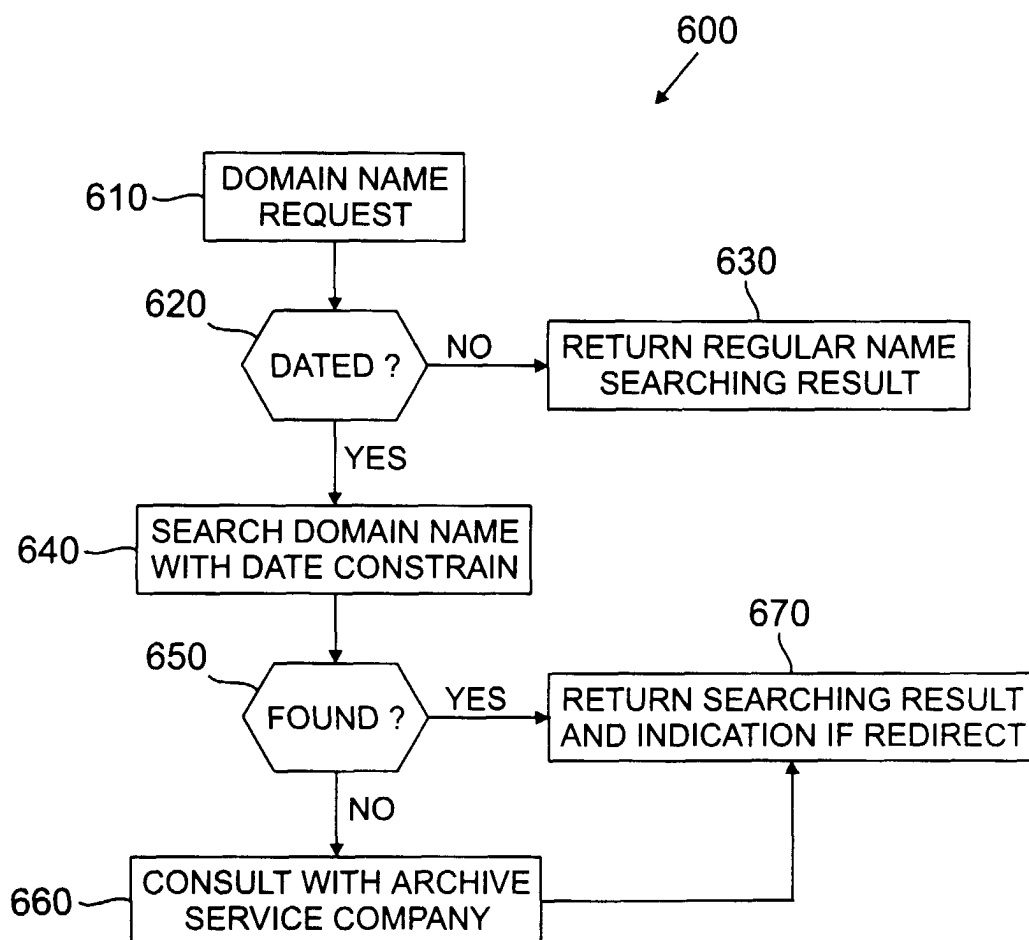 600
610
DOMAIN NAME
REQUEST
620
DATED ?
NO
630
RETURN REGULAR NAME
SEARCHING RESULT
YES
640
SEARCH DOMAIN NAME
WITH DATE CONSTRAIN
650
FOUND ?
YES
670
RETURN SEARCHING RESULT
AND INDICATION IF REDIRECT
NO
660
CONSULT WITH ARCHIVE
SERVICE COMPANY